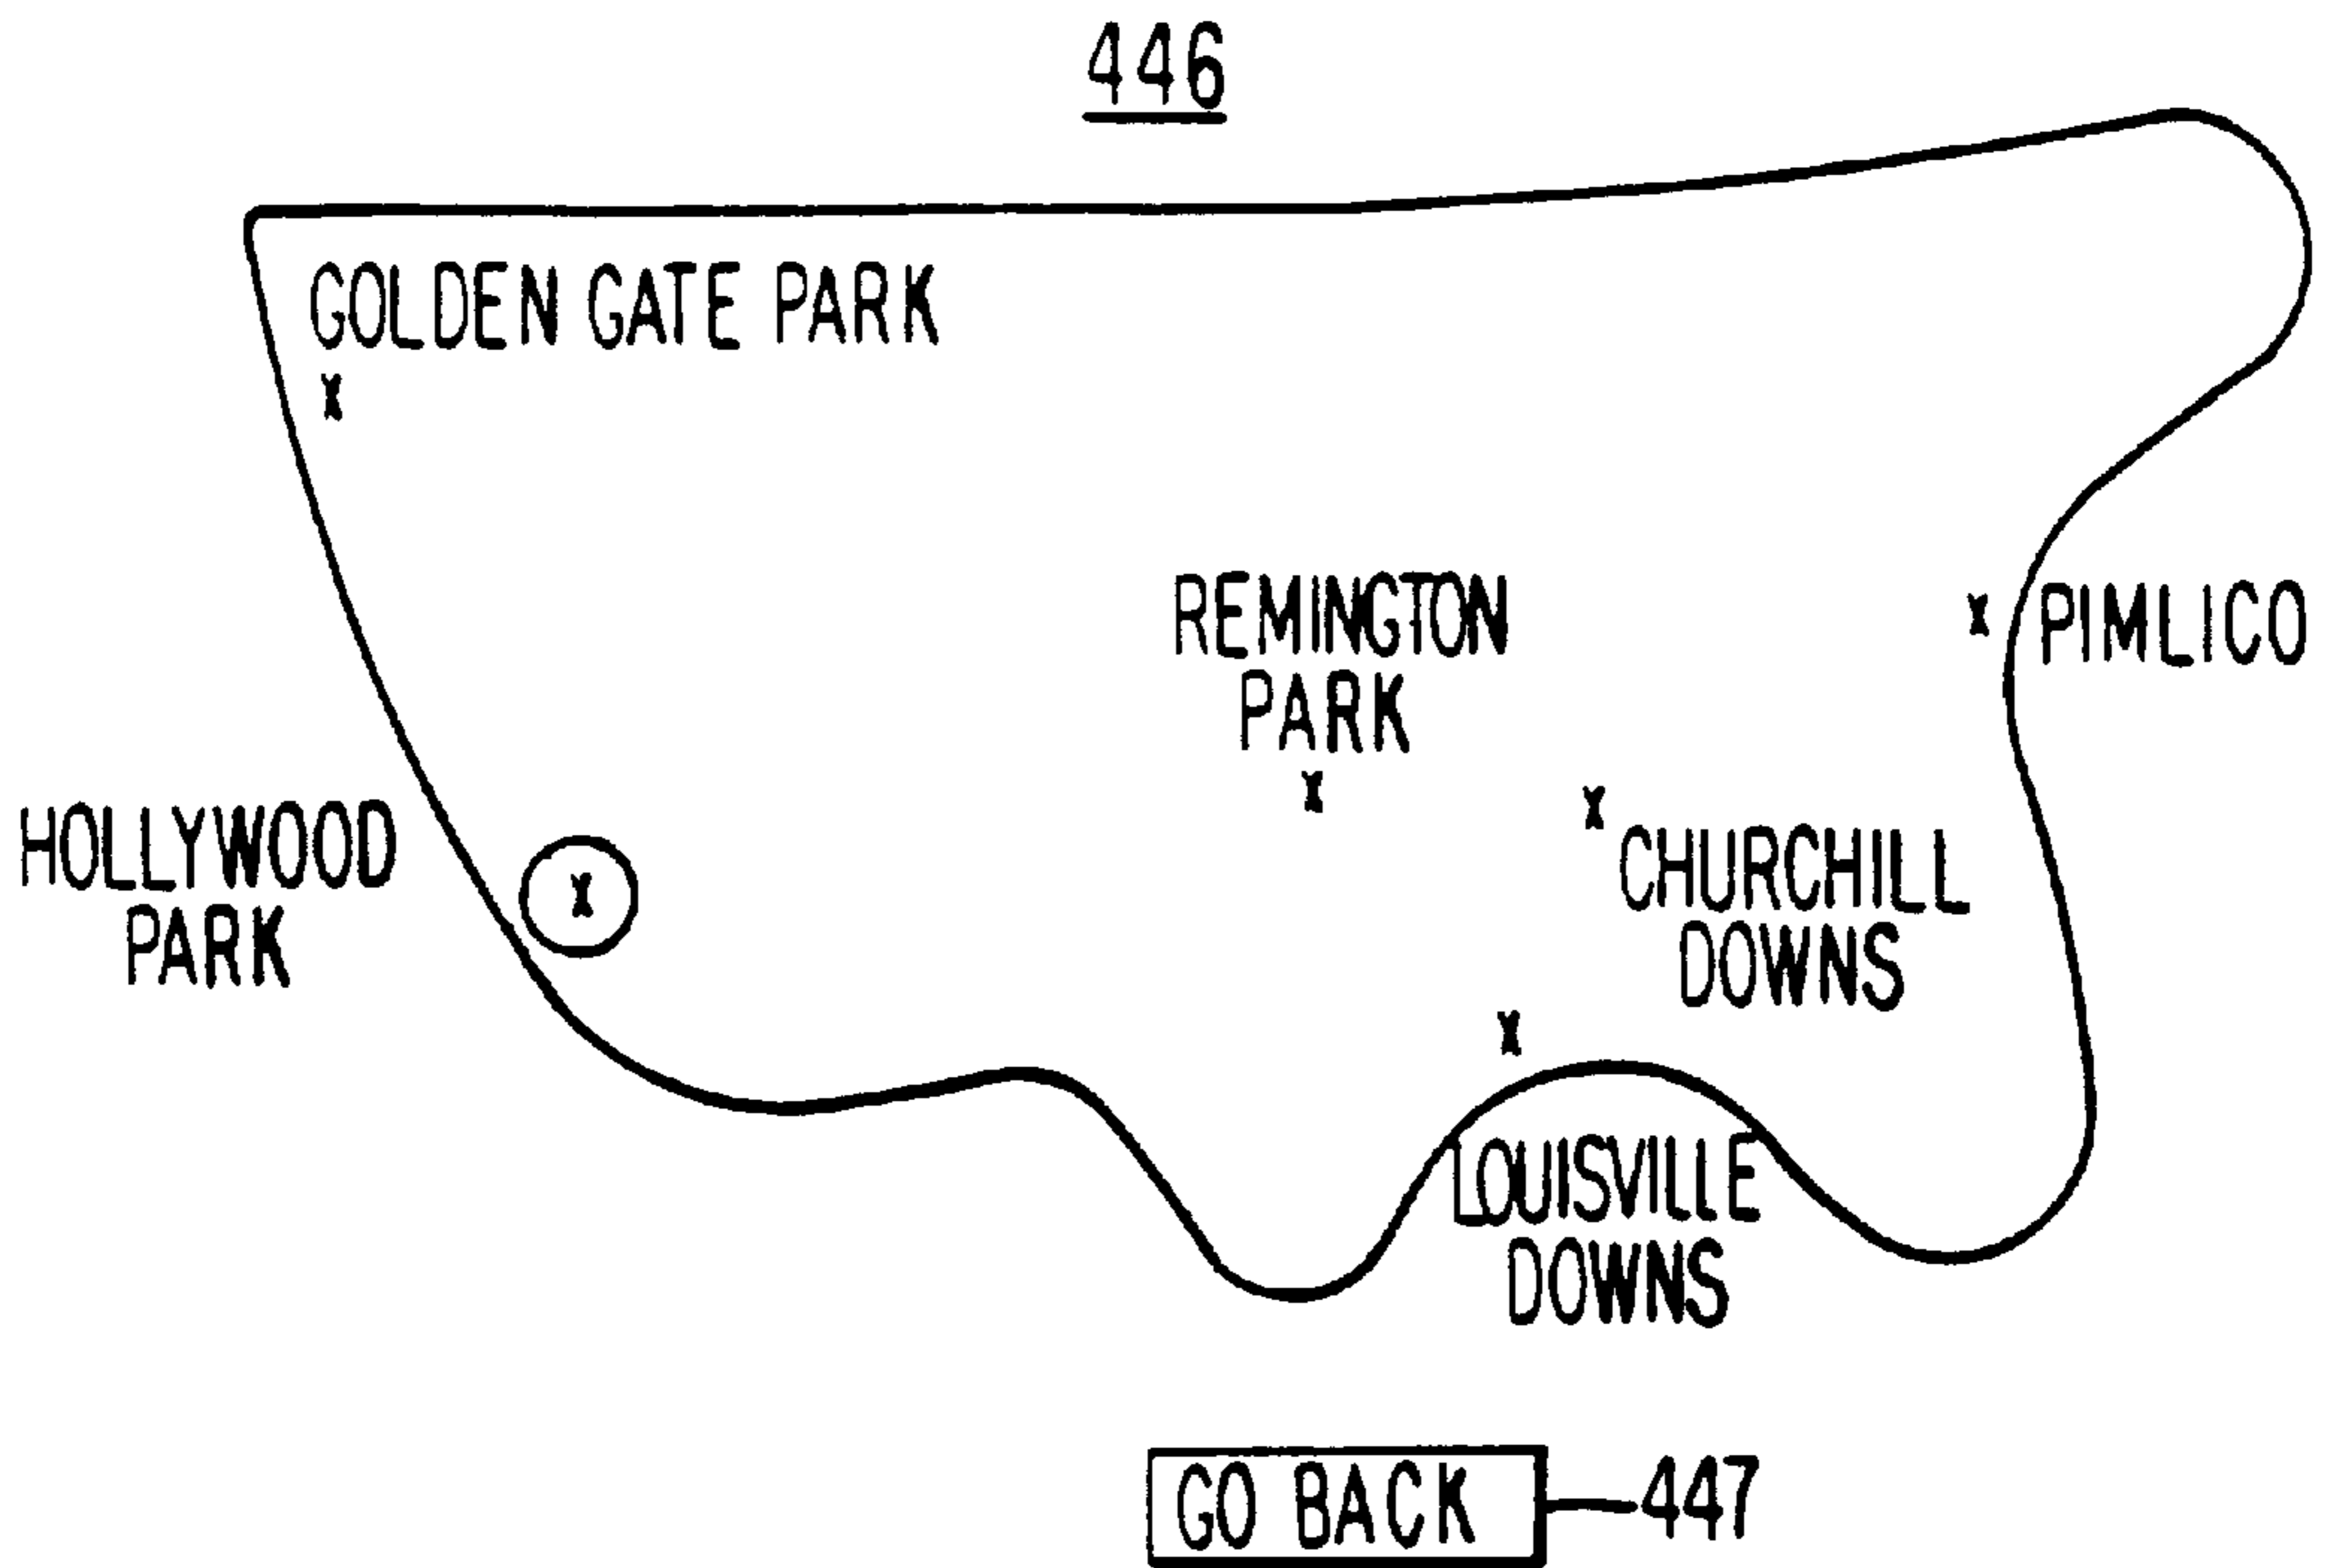 446
GOLDEN GATE PARK
REMINGTON
PARK
PIMLICO
HOLLYWOOD
PARK
CHURCHILL
DOWNS
LOUISVILLE
DOWNS
GO BACK
447